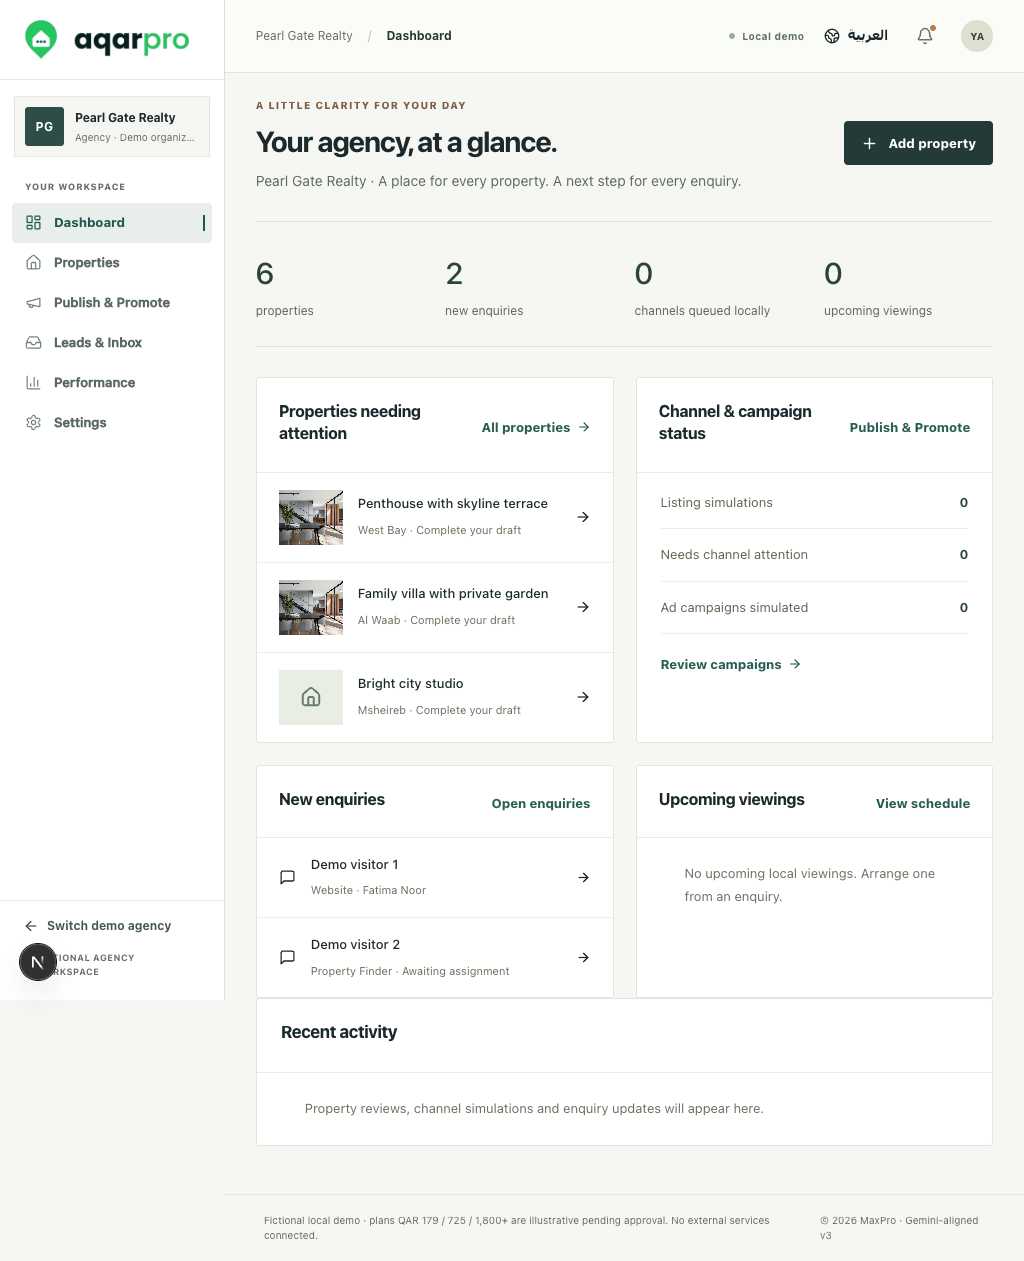 aqarpro
PG
Pearl Gate Realty
Agency · Demo organiz...
YOUR WORKSPACE
Dashboard
Properties
Publish & Promote
Leads & Inbox
Performance
Settings
Switch demo agency
N
TIONAL AGENCY
RKSPACE
Pearl Gate Realty / Dashboard
Local demo
العربية
YA
A LITTLE CLARITY FOR YOUR DAY
Your agency, at a glance.
Pearl Gate Realty · A place for every property. A next step for every enquiry.
+ Add property
6
properties
2
new enquiries
0
channels queued locally
0
upcoming viewings
Properties needing
attention
All properties →
Penthouse with skyline terrace
West Bay · Complete your draft
Family villa with private garden
Al Waab · Complete your draft
Bright city studio
Msheireb · Complete your draft
Channel & campaign
status
Publish & Promote
Listing simulations 0
Needs channel attention 0
Ad campaigns simulated 0
Review campaigns →
New enquiries
Open enquiries
Demo visitor 1
Website · Fatima Noor
Demo visitor 2
Property Finder · Awaiting assignment
Upcoming viewings
View schedule
No upcoming local viewings. Arrange one
from an enquiry.
Recent activity
Property reviews, channel simulations and enquiry updates will appear here.
Fictional local demo · plans QAR 179 / 725 / 1,800+ are illustrative pending approval. No external services
connected.
© 2026 MaxPro · Gemini-aligned
v3